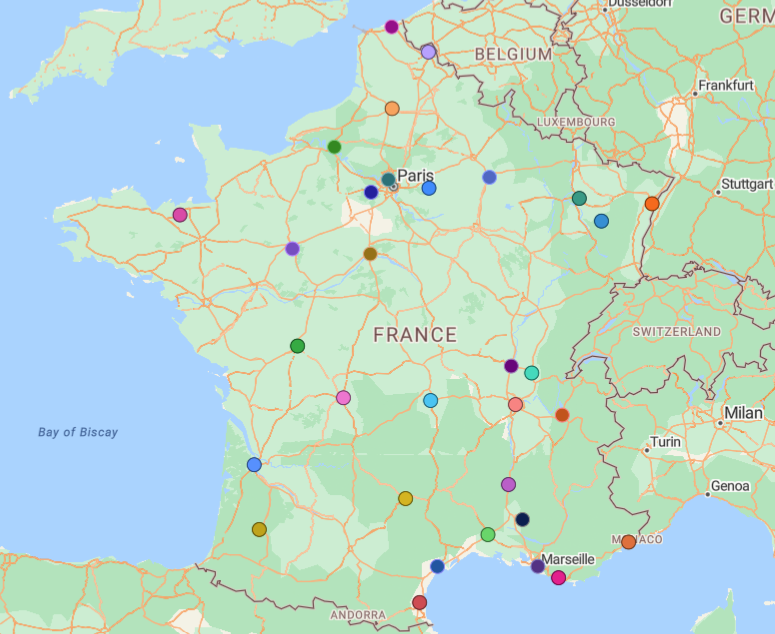 Düsseldorf
GERM
BELGIUM
Frankfurt
LUXEMBOURG
Paris
Stuttgart
FRANCE
SWITZERLAND
Milan
Bay of Biscay
Turin
Genoa
MONACO
Marseille
ANDORRA